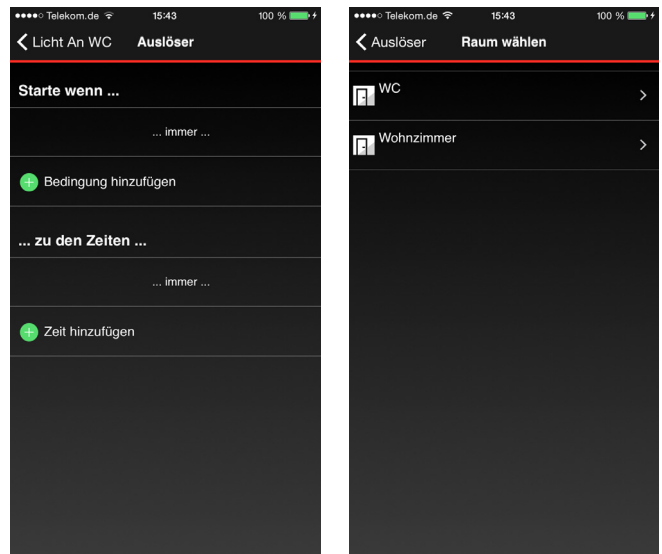 ●●●●○ Telekom.de 15:43 100 %
Licht An WC Auslöser
Starte wenn ...
... immer ...
Bedingung hinzufügen
... zu den Zeiten ...
... immer ...
Zeit hinzufügen
●●●●○ Telekom.de 15:43 100 %
Auslöser Raum wählen
WC
Wohnzimmer